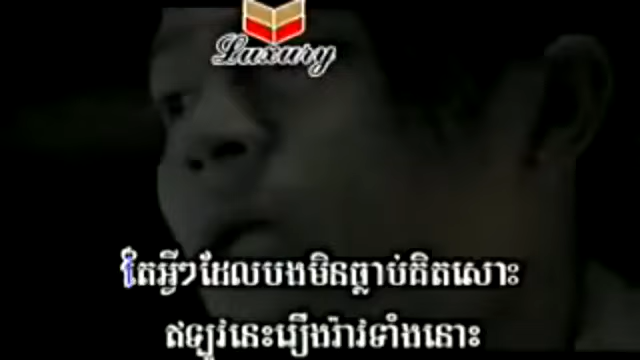 Luxury
តែអ្វីៗដែលបងមិនធ្លាប់គិតសោះ
ឥឡូវនេះរឿងរ៉ាវទាំងនោះ